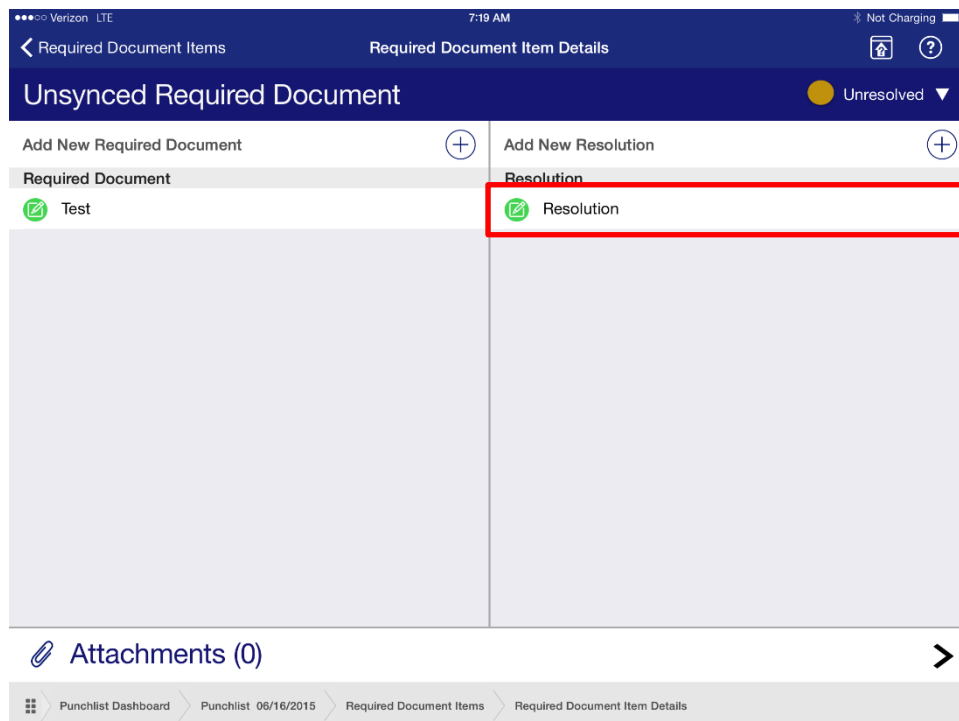 Verizon LTE 7:19 AM Not Charging
Required Document Items Required Document Item Details ?
Unsynced Required Document Unresolved
Add New Required Document Add New Resolution
Required Document Resolution
Test Resolution
Attachments (0)
Punchlist Dashboard Punchlist 06/16/2015 Required Document Items Required Document Item Details